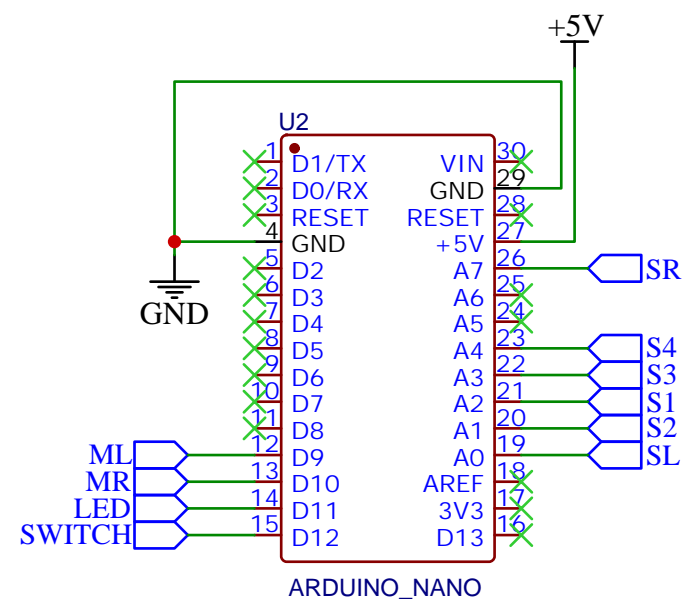 +5V
U2
1 D1/TX VIN 30
2 D0/RX GND 29
3 RESET RESET 28
4 GND +5V 27
5 D2 A7 26 SR
6 D3 A6 25
7 D4 A5 24
8 D5 A4 23 S4
9 D6 A3 22 S3
10 D7 A2 21 S1
11 D8 A1 20 S2
ML 12 D9 A0 19 SL
MR 13 D10 AREF 18
LED 14 D11 3V3 17
SWITCH 15 D12 D13 16
GND
ARDUINO_NANO